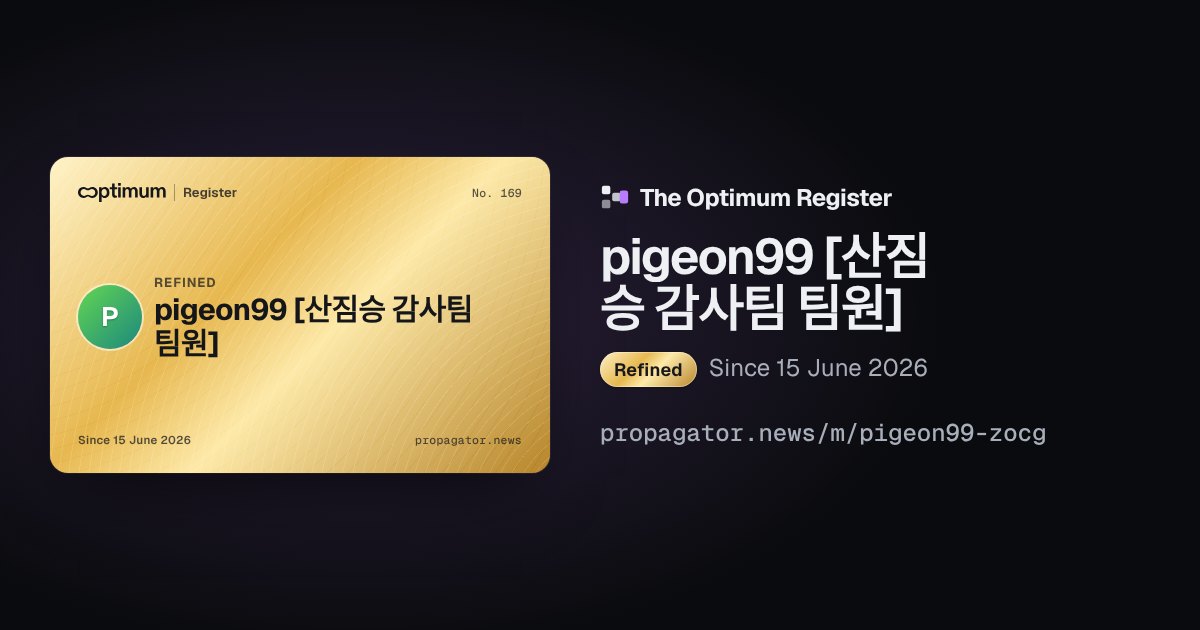 optimum | Register
No. 169
P
REFINED
pigeon99 [산짐승 감사팀
팀원]
Since 15 June 2026
propagator.news
The Optimum Register
pigeon99 [산짐
승 감사팀 팀원]
Refined
Since 15 June 2026
propagator.news/m/pigeon99-zocg